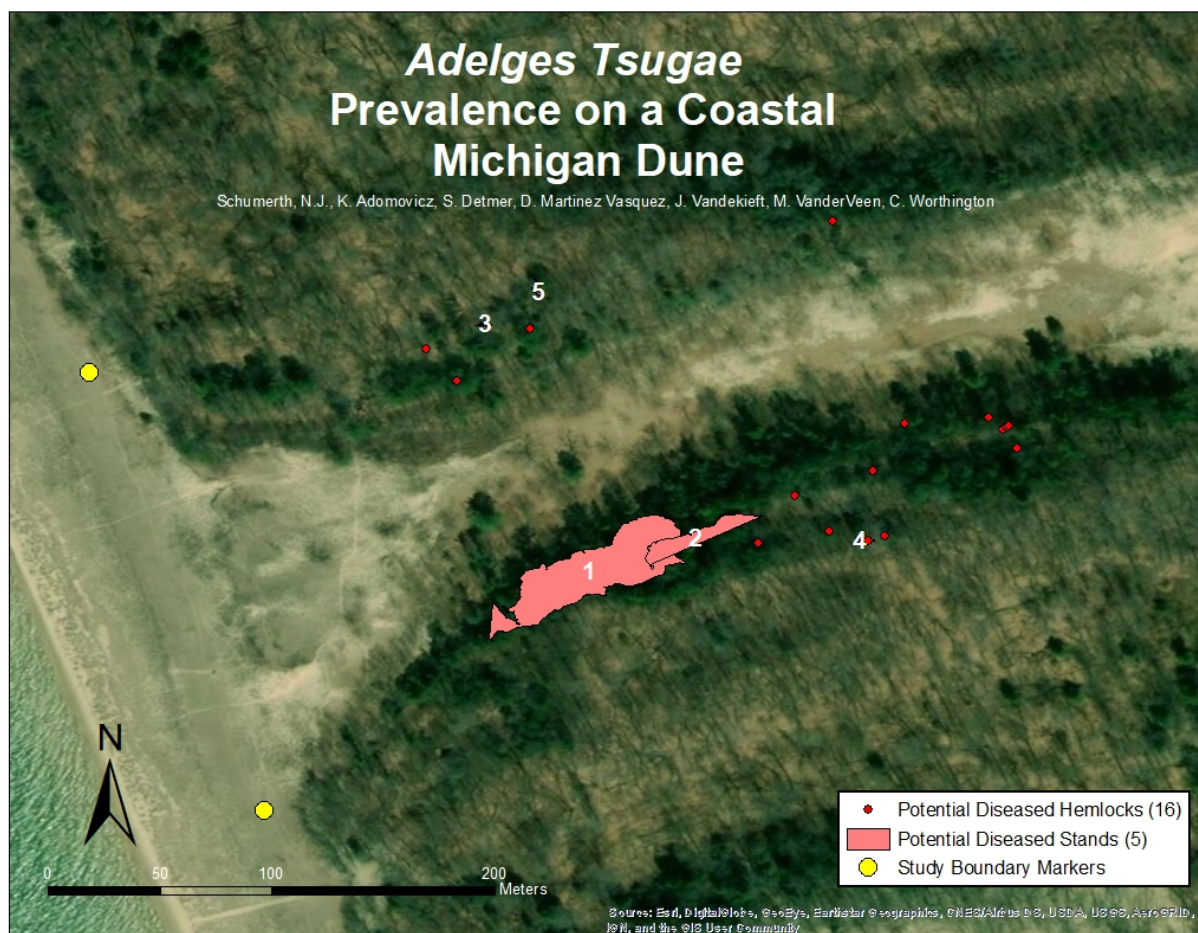 Adelges Tsugae
Prevalence on a Coastal
Michigan Dune
Schumerth, N.J., K. Adomovicz, S. Detmer, D. Martinez Vasquez, J. Vandekieft, M. VanderVeen, C. Worthington
5
3
2
4
1
N
0 50 100 200
Meters
Potential Diseased Hemlocks (16)
Potential Diseased Stands (5)
Study Boundary Markers
Source: Esri, DigitalGlobe, GeoEye, Earthstar Geographics, CNES/Airbus DS, USDA, USGS, AeroGRID,
IGN, and the GIS User Community